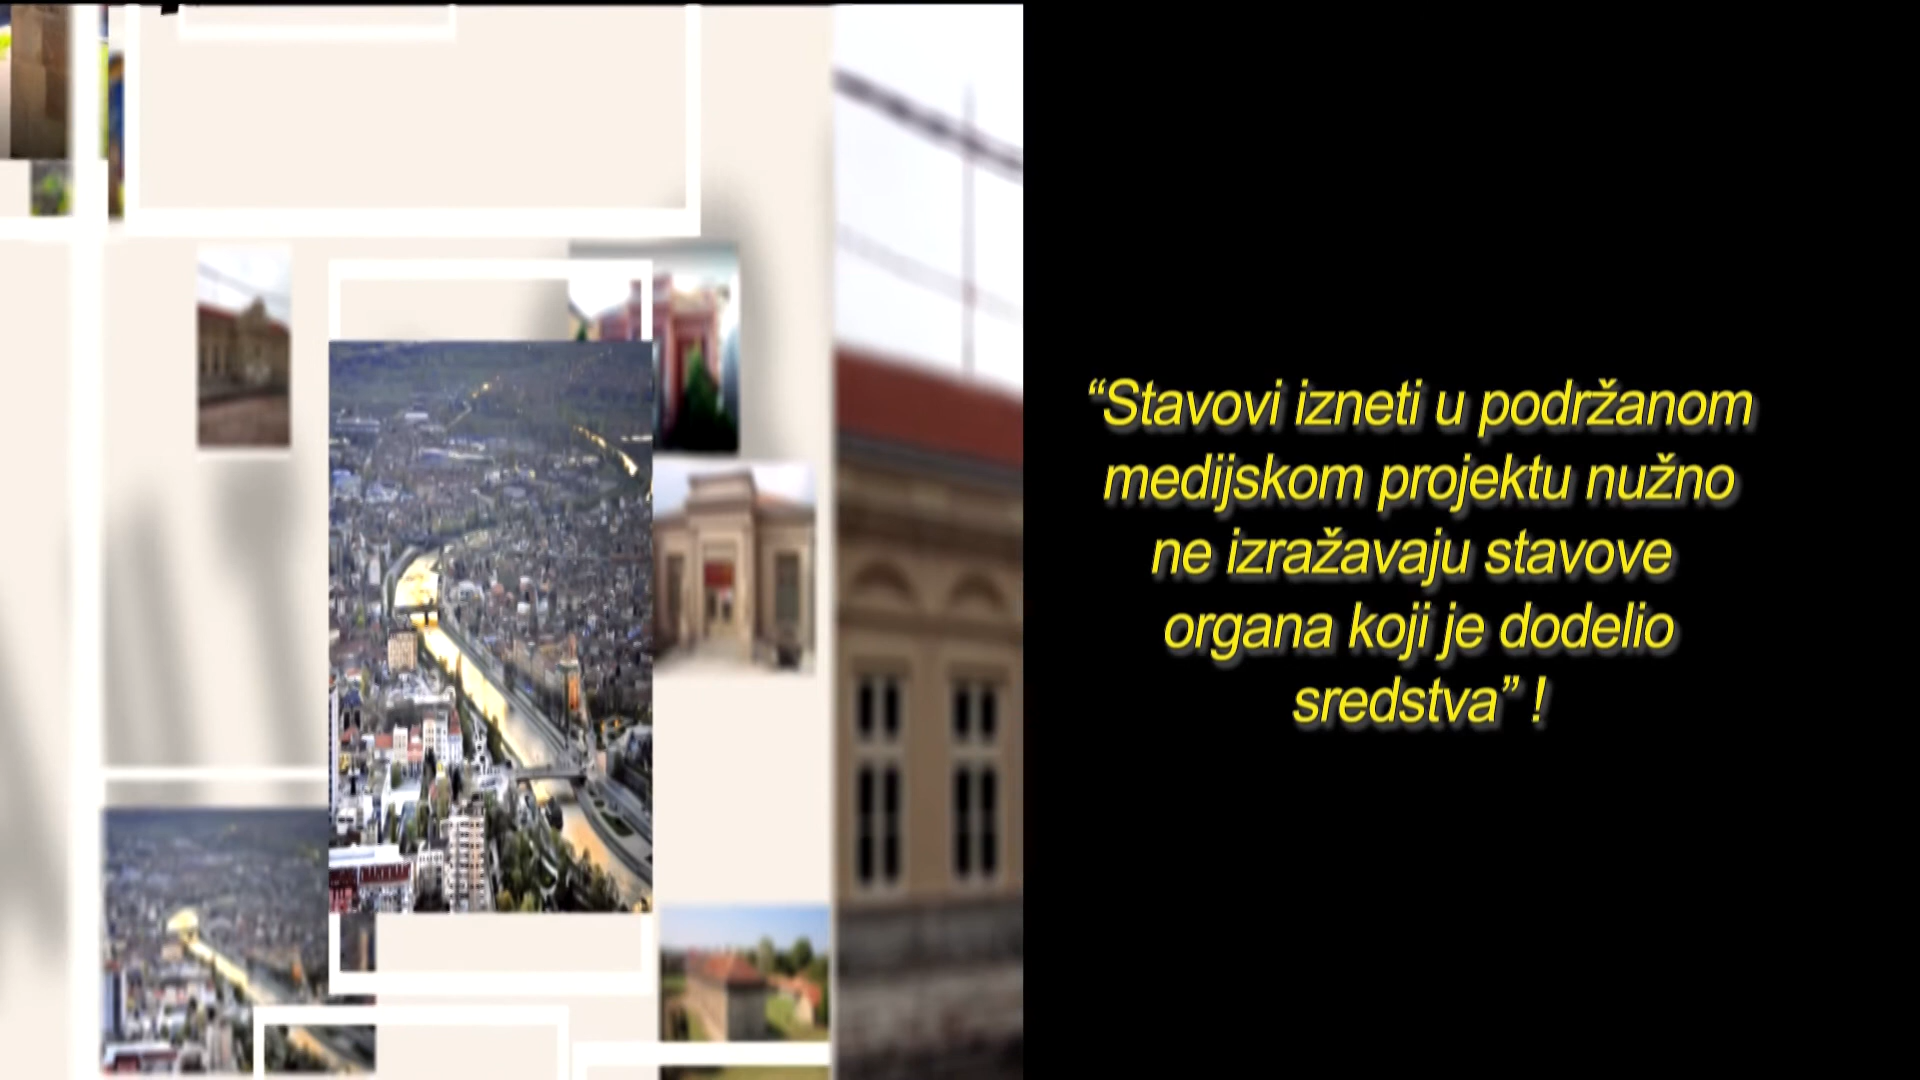 “Stavovi izneti u podržanom
medijskom projektu nužno
ne izražavaju stavove
organa koji je dodelio
sredstva” !